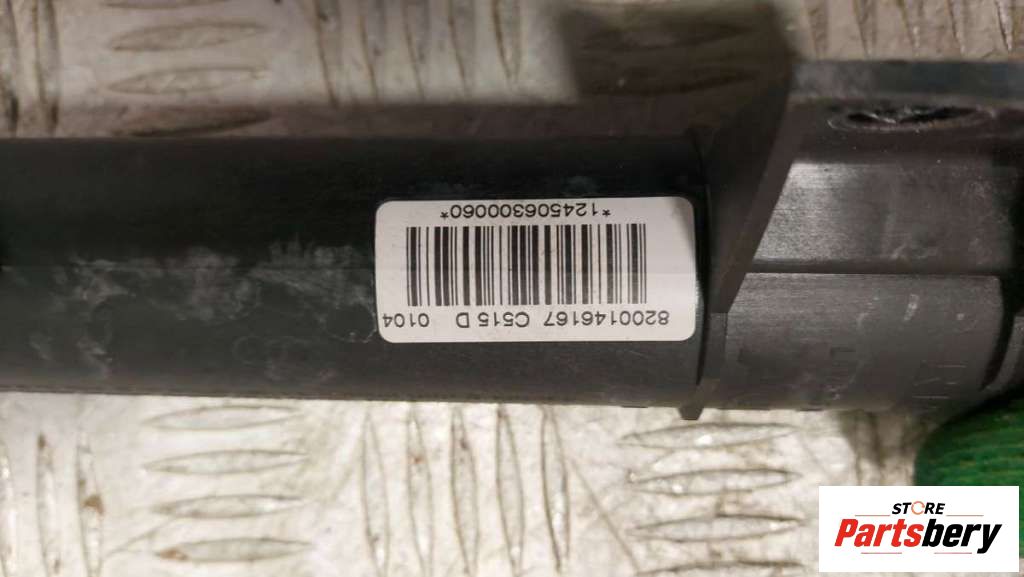 8200146167 C515 D 0104
*124506300060*
STORE
Partsbery